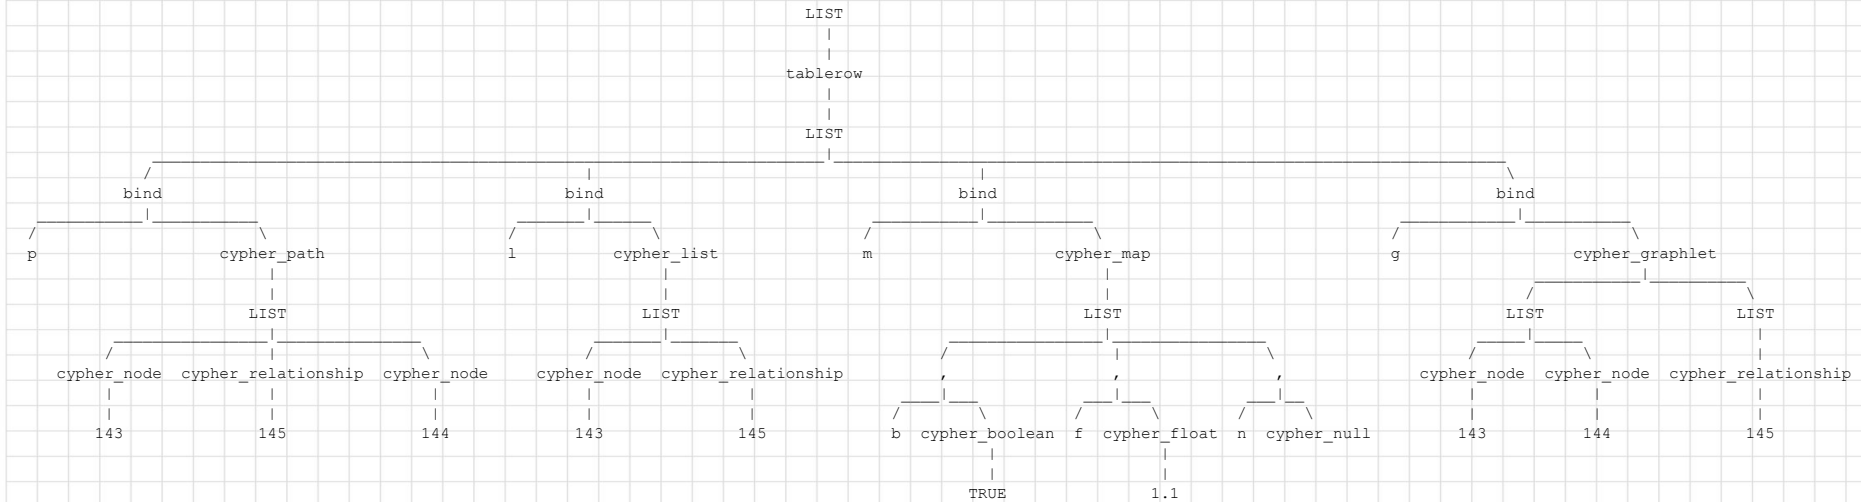 LIST
tablerow
LIST
bind bind bind bind
p cypher_path l cypher_list m cypher_map g cypher_graphlet
LIST LIST LIST LIST LIST
, , ,
cypher_node cypher_relationship cypher_node cypher_node cypher_relationship cypher_node cypher_node cypher_relationship
143 145 144 143 145 b cypher_boolean f cypher_float n cypher_null 143 144 145
TRUE 1.1